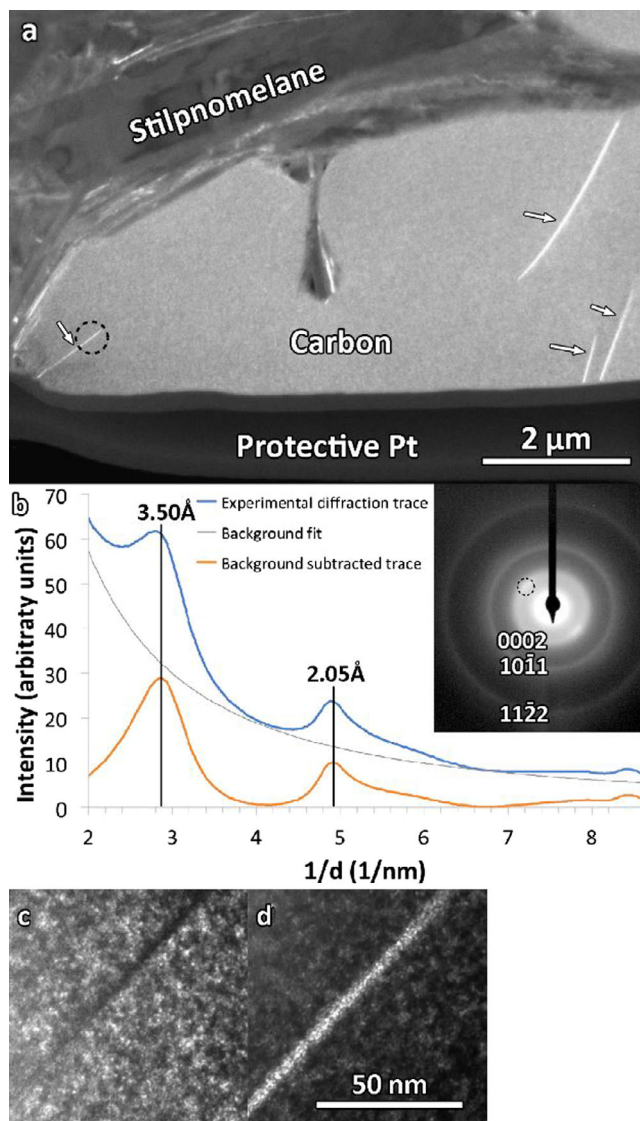 a
Stilpnomelane
Carbon
Protective Pt
2 µm
b
3.50Å
2.05Å
Experimental diffraction trace
Background fit
Background subtracted trace
0002
101̄1
112̄2
Intensity (arbitraty units)
70
60
50
40
30
20
10
0
2
3
4
5
6
7
8
1/d (1/nm)
c
d
50 nm